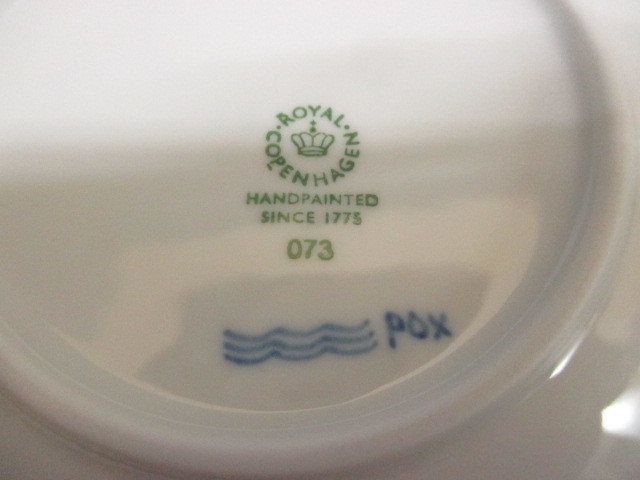 ROYAL
COPENHAGEN
HANDPAINTED
SINCE 1775
073
POX